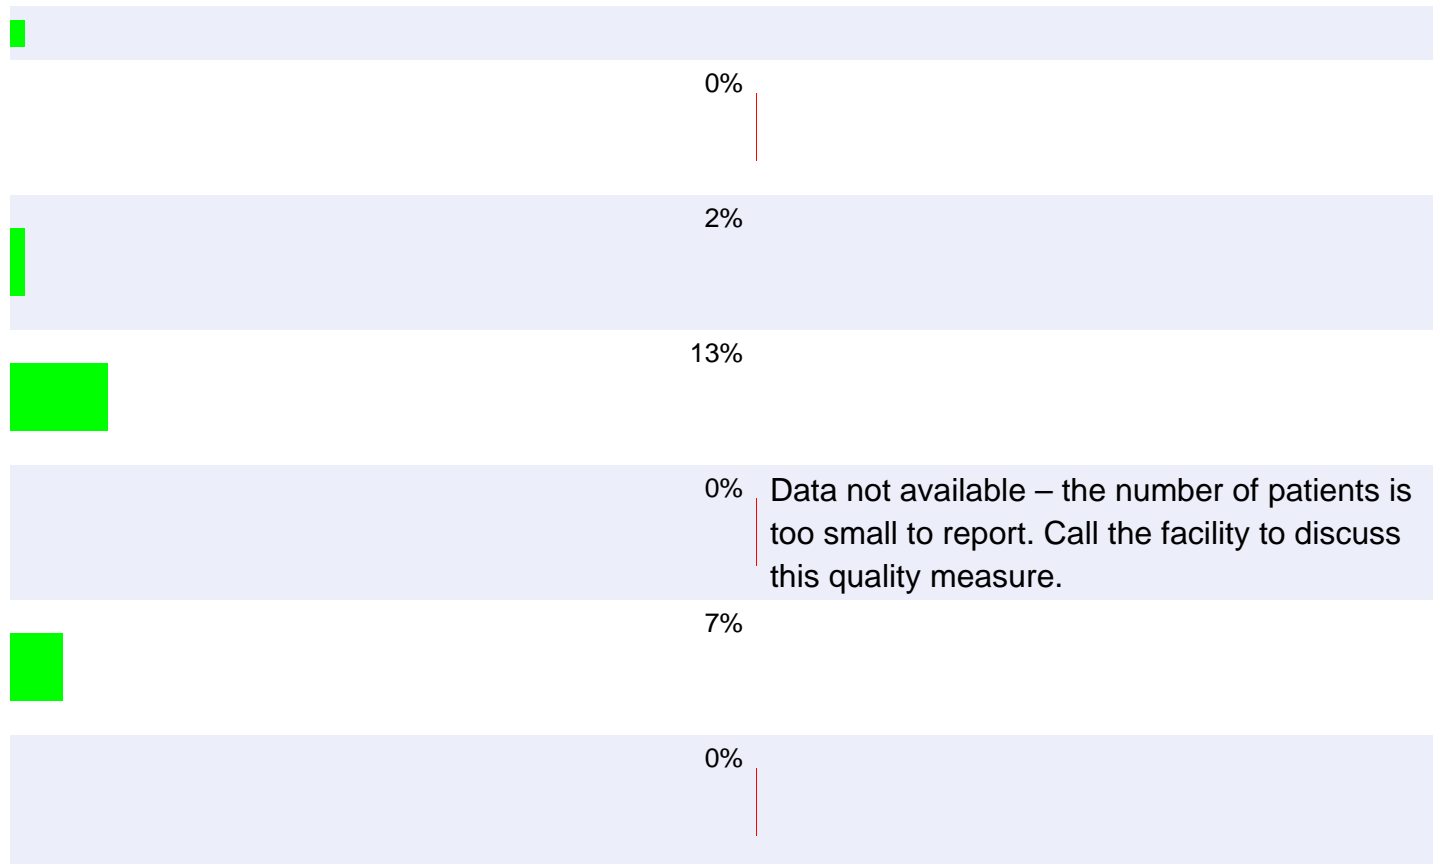 0%
2%
13%
0%
Data not available – the number of patients is
too small to report. Call the facility to discuss
this quality measure.
7%
0%